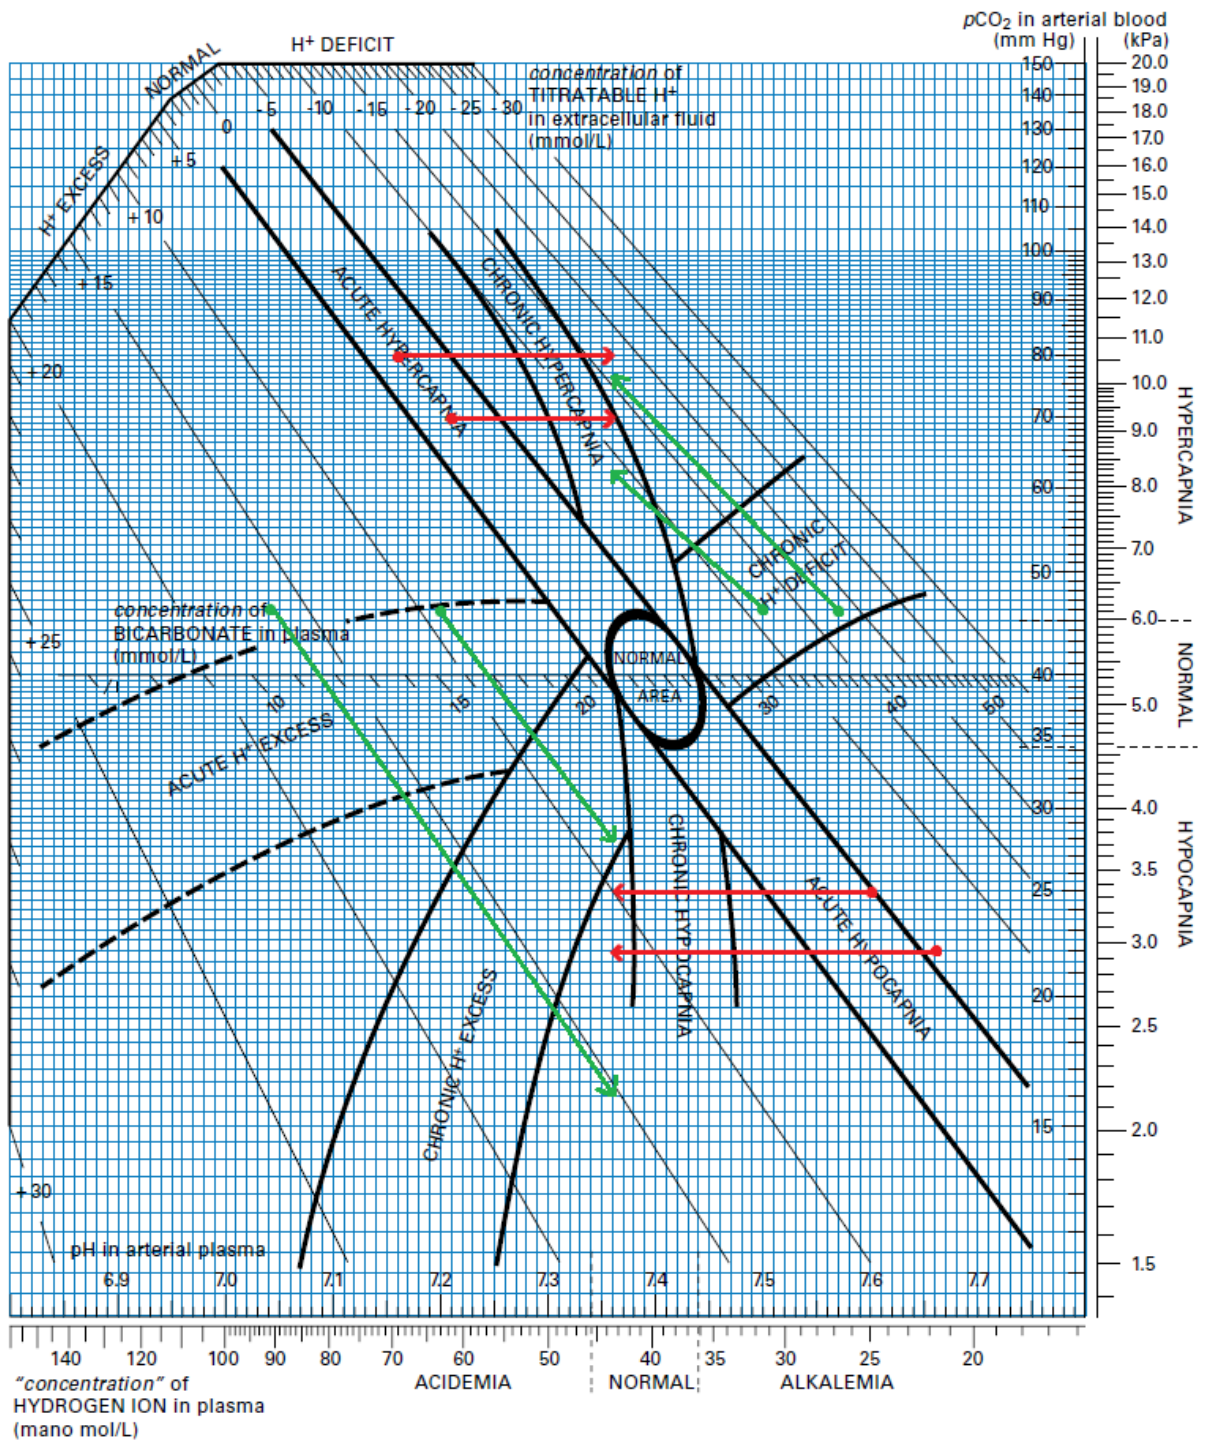 pCO2 in arterial blood
(mm Hg) (kPa)
H+ DEFICIT
NORMAL
H+ EXCESS
concentration of
TITRATABLE H+
in extracellular fluid
(mmol/L)
0 -5 -10 -15 -20 -25 -30
+5
+10
+15
+20
+25
+30
150
140
130
120
110
100
90
80
70
60
50
40
35
30
25
20
15
20.0
19.0
18.0
17.0
16.0
15.0
14.0
13.0
12.0
11.0
10.0
9.0
8.0
7.0
6.0
5.0
4.0
3.5
3.0
2.5
2.0
1.5
HYPERCAPNIA
NORMAL
HYPOCAPNIA
ACUTE HYPERCAPNIA
CHRONIC HYPERCAPNIA
CHRONIC
H+ DEFICIT
concentration of
BICARBONATE in plasma
(mmol/L)
NORMAL
AREA
10 15 20 30 40 50
ACUTE H+ EXCESS
CHRONIC H+ EXCESS
CHRONIC HYPOCAPNIA
ACUTE HYPOCAPNIA
pH in arterial plasma
6.9 7.0 7.1 7.2 7.3 7.4 7.5 7.6 7.7
140 120 100 90 80 70 60 50 40 35 30 25 20
"concentration" of
HYDROGEN ION in plasma
(mano mol/L)
ACIDEMIA NORMAL ALKALEMIA